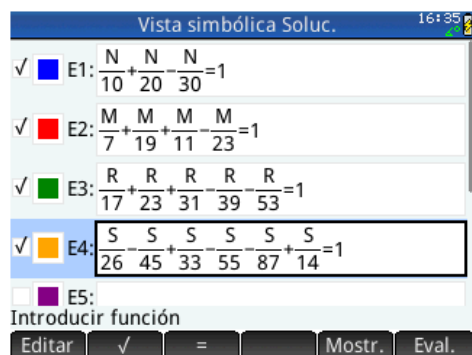 Vista simbólica Soluc. 16:35
√ E1: N/10+N/20-N/30=1
√ E2: M/7+M/19+M/11-M/23=1
√ E3: R/17+R/23+R/31-R/39-R/53=1
√ E4: S/26-S/45+S/33-S/55-S/87+S/14=1
E5:
Introducir función
Editar √ = Mostr. Eval.